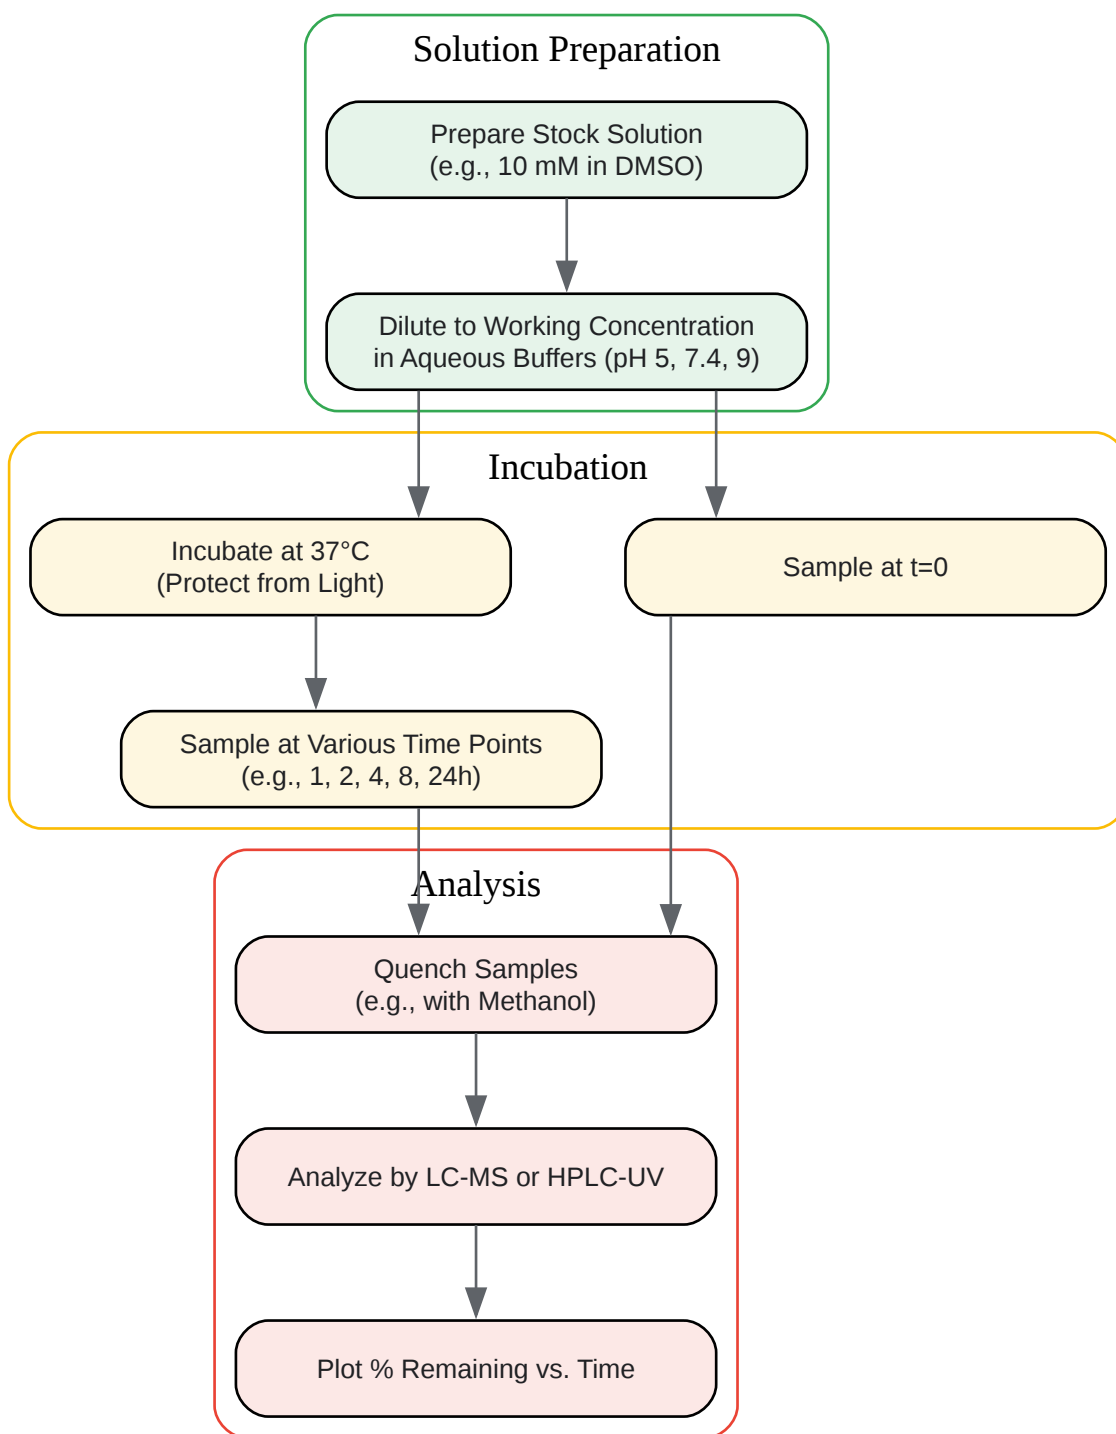 Solution Preparation
Prepare Stock Solution
(e.g., 10 mM in DMSO)
Dilute to Working Concentration
in Aqueous Buffers (pH 5, 7.4, 9)
Incubation
Incubate at 37°C
(Protect from Light)
Sample at t=0
Sample at Various Time Points
(e.g., 1, 2, 4, 8, 24h)
Analysis
Quench Samples
(e.g., with Methanol)
Analyze by LC-MS or HPLC-UV
Plot % Remaining vs. Time